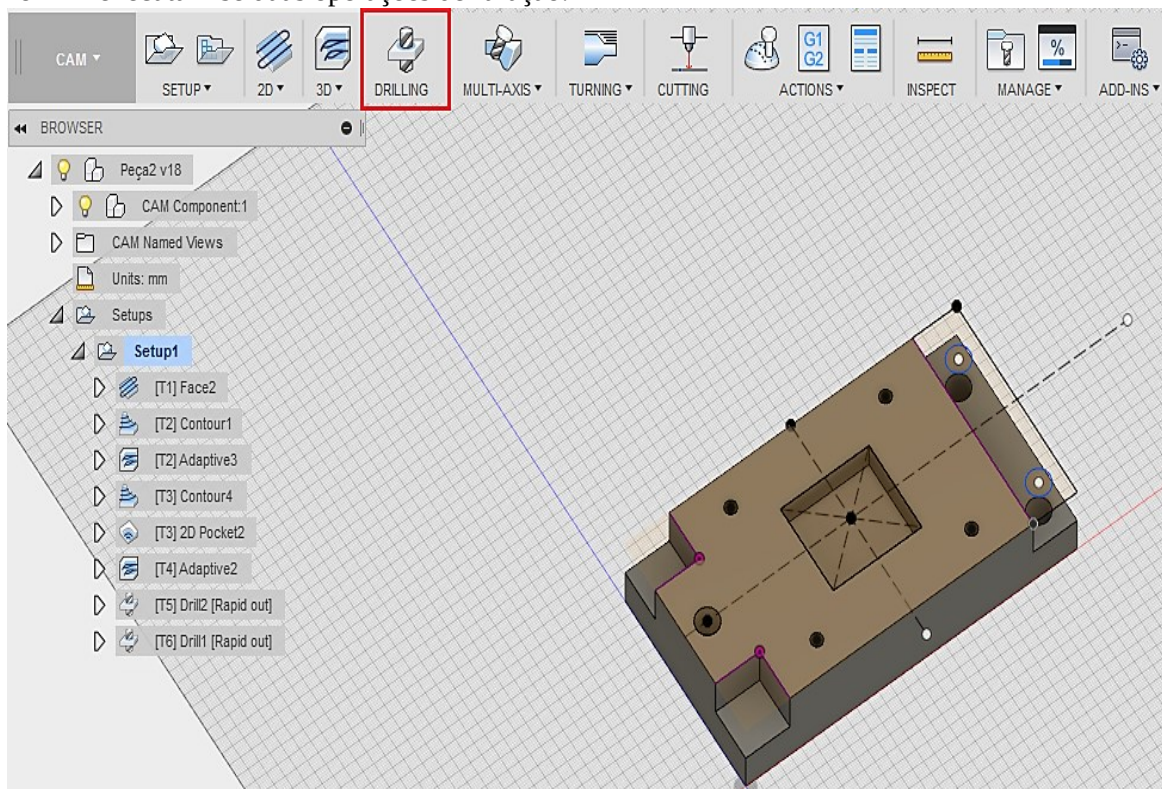 CAM
G1
G2
%
SETUP 2D 3D DRILLING MULTI-AXIS TURNING CUTTING ACTIONS INSPECT MANAGE ADD-INS
BROWSER
Peça2 v18
CAM Component:1
CAM Named Views
Units: mm
Setups
Setup1
[T1] Face2
[T2] Contour1
[T2] Adaptive3
[T3] Contour4
[T3] 2D Pocket2
[T4] Adaptive2
[T5] Drill2 [Rapid out]
[T6] Drill1 [Rapid out]